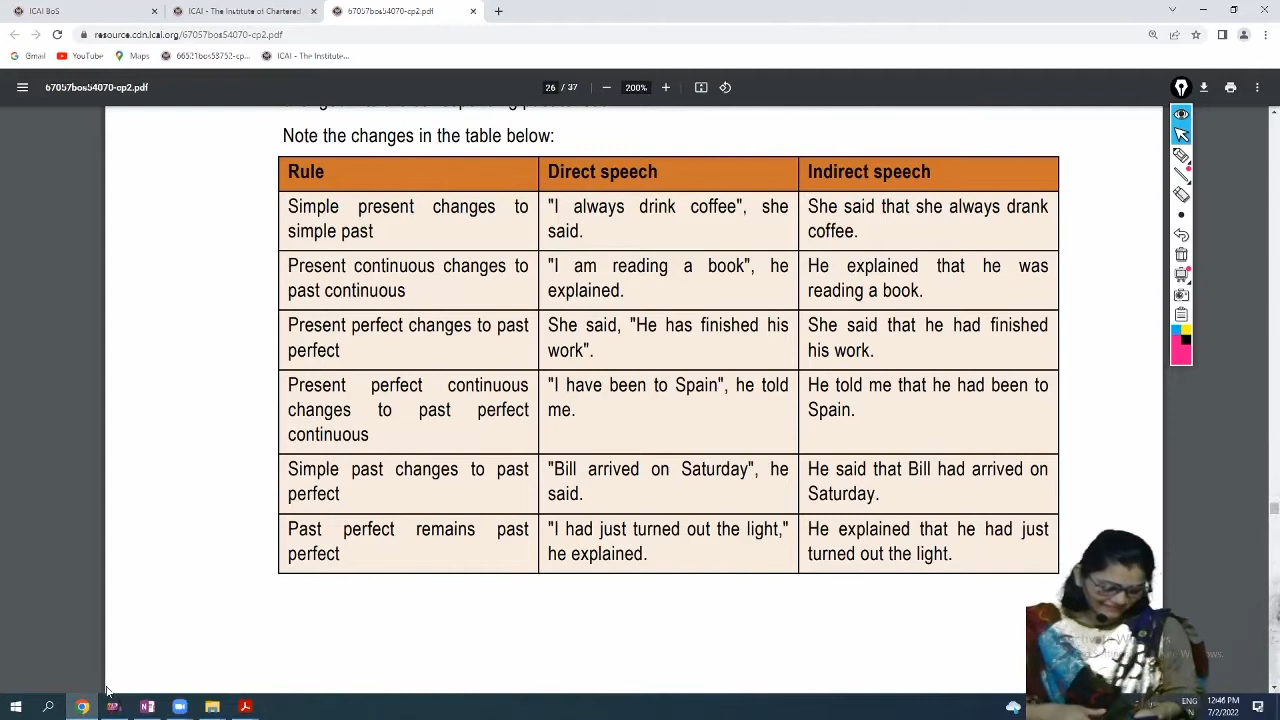 ICAI BoS
ICAI - The Institute of Chartered
67057bos54070-cp2.pdf
resource.cdn.icai.org/67057bos54070-cp2.pdf
Gmail
YouTube
Maps
66521bos53752-cp...
ICAI - The Institute...
67057bos54070-cp2.pdf
26 / 37
200%
Note the changes in the table below:
Rule
Direct speech
Indirect speech
Simple present changes to
simple past
"I always drink coffee", she
said.
She said that she always drank
coffee.
Present continuous changes to
past continuous
"I am reading a book", he
explained.
He explained that he was
reading a book.
Present perfect changes to past
perfect
She said, "He has finished his
work".
She said that he had finished
his work.
Present perfect continuous
changes to past perfect
continuous
"I have been to Spain", he told
me.
He told me that he had been to
Spain.
Simple past changes to past
perfect
"Bill arrived on Saturday", he
said.
He said that Bill had arrived on
Saturday.
Past perfect remains past
perfect
"I had just turned out the light,"
he explained.
He explained that he had just
turned out the light.
ENG
12:46 PM
7/2/2022